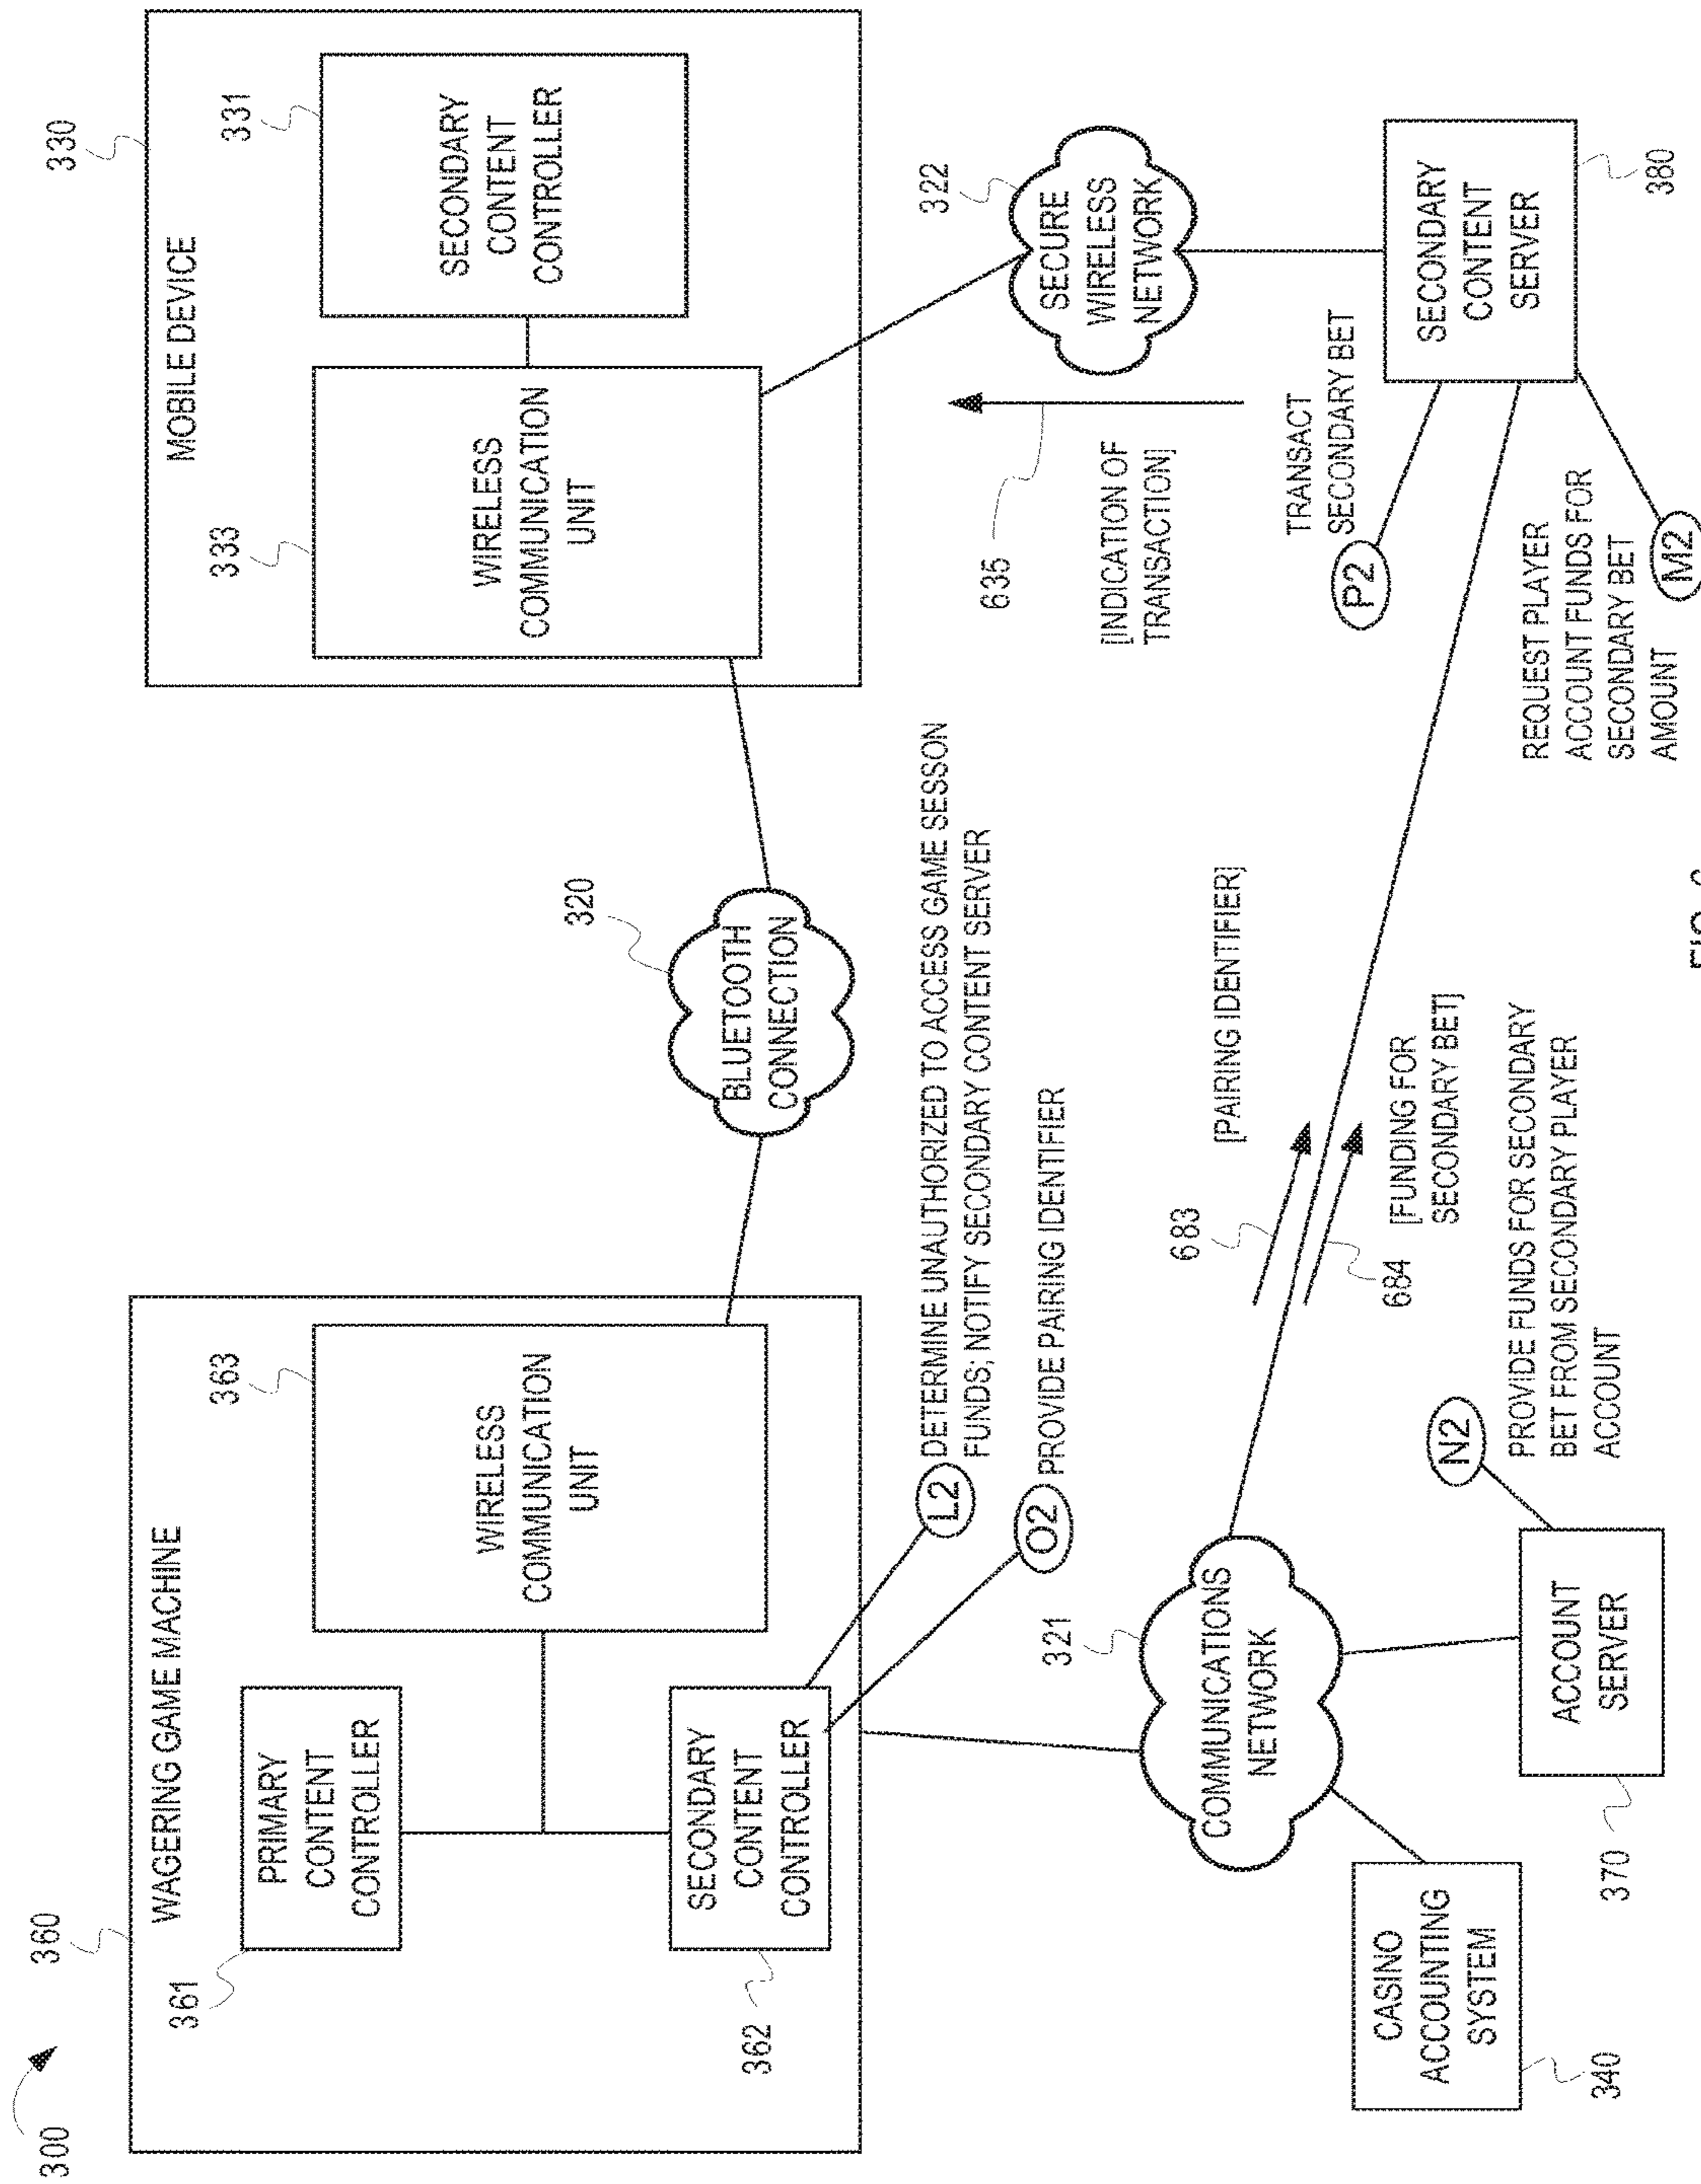 300
360
WAGERING GAME MACHINE
361
PRIMARY
CONTENT
CONTROLLER
363
WIRELESS
COMMUNICATION
UNIT
362
SECONDARY
CONTENT
CONTROLLER
320
BLUETOOTH
CONNECTION
330
MOBILE DEVICE
333
WIRELESS
COMMUNICATION
UNIT
331
SECONDARY
CONTENT
CONTROLLER
L2
DETERMINE UNAUTHORIZED TO ACCESS GAME SESSON
FUNDS; NOTIFY SECONDARY CONTENT SERVER
O2
PROVIDE PAIRING IDENTIFIER
322
SECURE
WIRELESS
NETWORK
635
[INDICATION OF
TRANSACTION]
321
COMMUNICATIONS
NETWORK
683
[PAIRING IDENTIFIER]
684
[FUNDING FOR
SECONDARY BET]
P2
TRANSACT
SECONDARY BET
380
SECONDARY
CONTENT
SERVER
340
CASINO
ACCOUNTING
SYSTEM
370
ACCOUNT
SERVER
N2
PROVIDE FUNDS FOR SECONDARY
BET FROM SECONDARY PLAYER
ACCOUNT
M2
REQUEST PLAYER
ACCOUNT FUNDS FOR
SECONDARY BET
AMOUNT